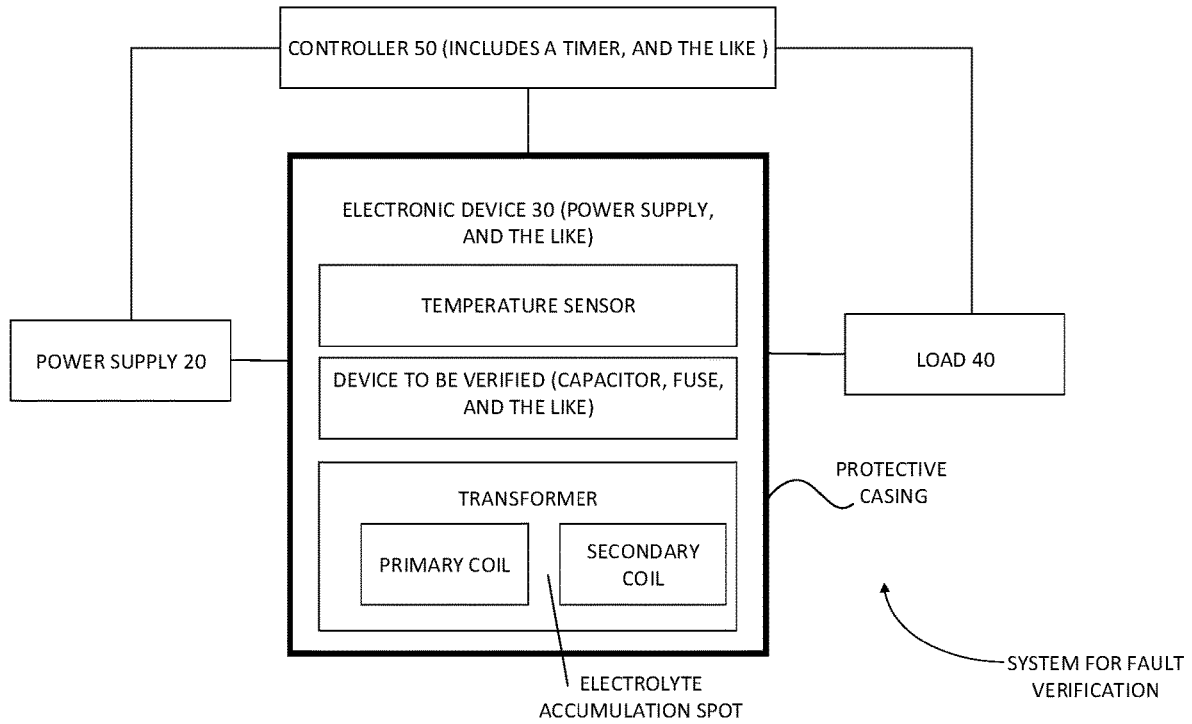 CONTROLLER 50 (INCLUDES A TIMER, AND THE LIKE )
ELECTRONIC DEVICE 30 (POWER SUPPLY,
AND THE LIKE)
TEMPERATURE SENSOR
POWER SUPPLY 20
LOAD 40
DEVICE TO BE VERIFIED (CAPACITOR, FUSE,
AND THE LIKE)
PROTECTIVE
CASING
TRANSFORMER
PRIMARY COIL
SECONDARY
COIL
ELECTROLYTE
ACCUMULATION SPOT
SYSTEM FOR FAULT
VERIFICATION